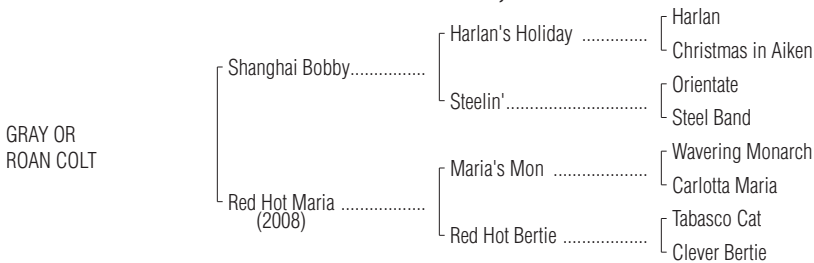 Harlan
Harlan's Holiday ..............
Christmas in Aiken
Shanghai Bobby................
Orientate
Steelin'..............................
Steel Band
GRAY OR
ROAN COLT
Wavering Monarch
Maria's Mon ....................
Carlotta Maria
Red Hot Maria ..................
(2008)
Tabasco Cat
Red Hot Bertie ..................
Clever Bertie